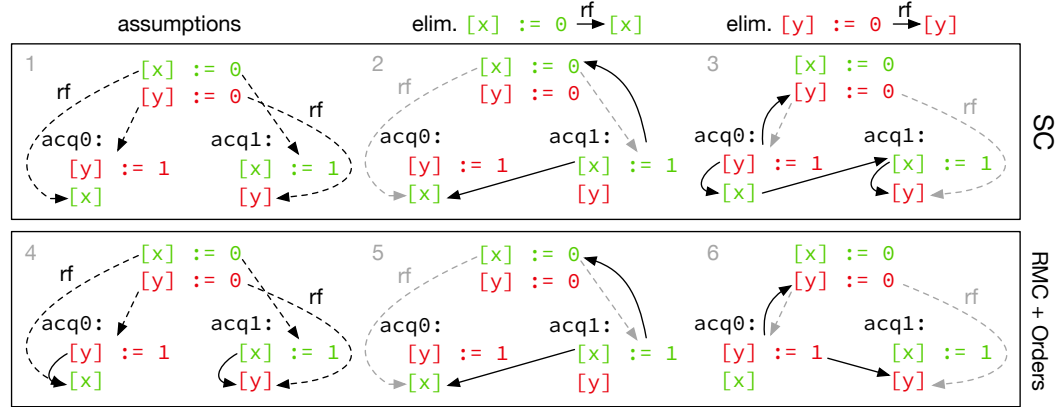 assumptions
elim. [x] := 0 rf [x]
elim. [y] := 0 rf [y]
SC
1
[x] := 0
[y] := 0
rf
rf
acq0:
[y] := 1
[x]
acq1:
[x] := 1
[y]
2
[x] := 0
[y] := 0
rf
acq0:
[y] := 1
[x]
acq1:
[x] := 1
[y]
3
[x] := 0
[y] := 0
rf
acq0:
[y] := 1
[x]
acq1:
[x] := 1
[y]
RMC + Orders
4
[x] := 0
[y] := 0
rf
rf
acq0:
[y] := 1
[x]
acq1:
[x] := 1
[y]
5
[x] := 0
[y] := 0
rf
acq0:
[y] := 1
[x]
acq1:
[x] := 1
[y]
6
[x] := 0
[y] := 0
rf
acq0:
[y] := 1
[x]
acq1:
[x] := 1
[y]